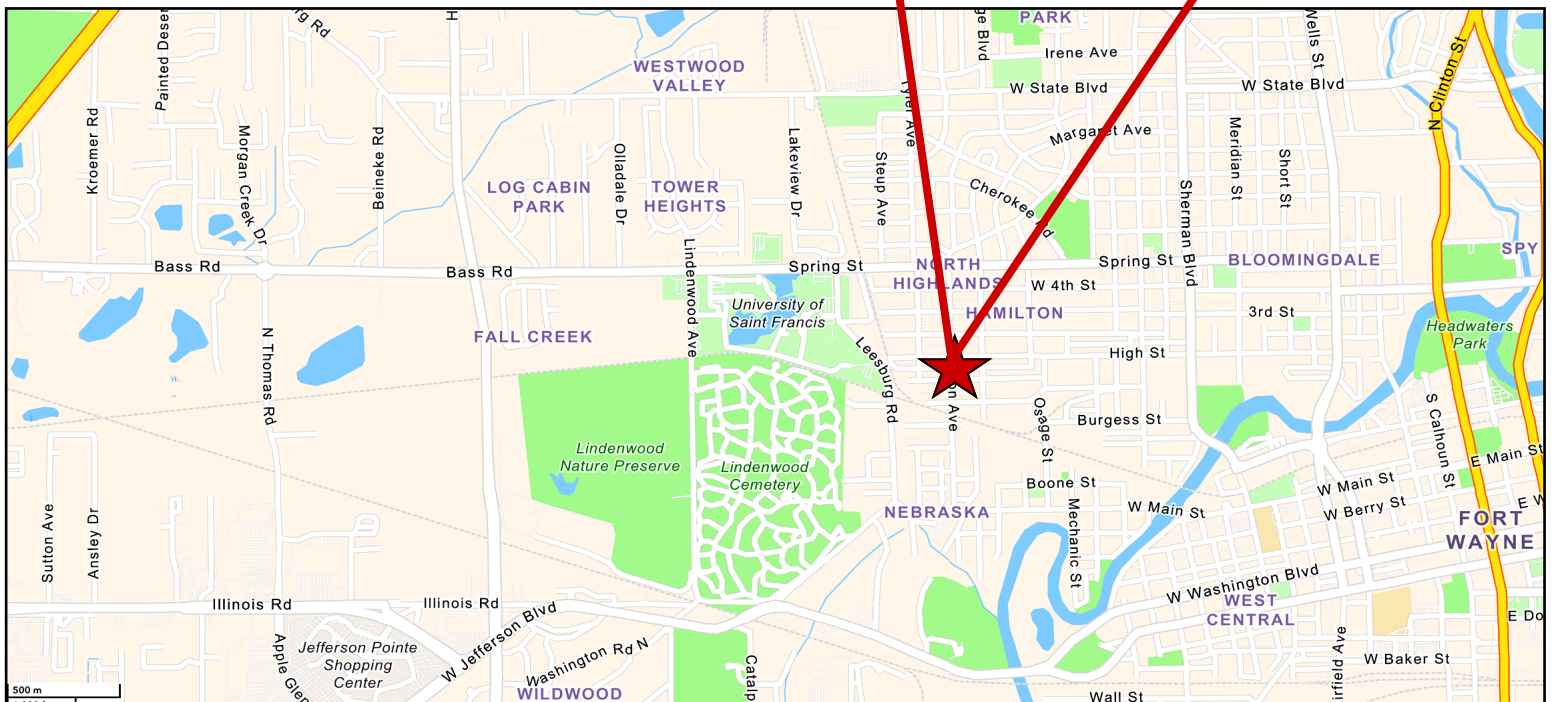 PARK
Irene Ave
Wells St
N Clinton St
Painted
WESTWOOD
VALLEY
W State Blvd
W State Blvd
Kroemer Rd
Morgan Creek Dr
Beineke Rd
Olladale Dr
Lakeview Dr
Steup Ave
Tyler Ave
Margaret Ave
Meridian St
Short St
LOG CABIN
PARK
TOWER
HEIGHTS
Cherokee Rd
Sherman Blvd
Bass Rd
Bass Rd
Lindenwood Ave
Spring St
NORTH
HIGHLANDS
Spring St
BLOOMINGDALE
SPY
W 4th St
University of
Saint Francis
HAMILTON
3rd St
Headwaters
Park
N Thomas Rd
FALL CREEK
Leesburg Rd
High St
Ave
Osage St
Burgess St
S Calhoun St
Lindenwood
Nature Preserve
Lindenwood
Cemetery
E Main St
Boone St
W Main St
W Main St
W Berry St
E W
NEBRASKA
Mechanic St
FORT
WAYNE
Sutton Ave
Ansley Dr
W Washington Blvd
WEST
CENTRAL
Illinois Rd
Illinois Rd
W Jefferson Blvd
E Do
Jefferson Pointe
Shopping
Center
Washington Rd N
W Baker St
WILDWOOD
Wall St
500 m